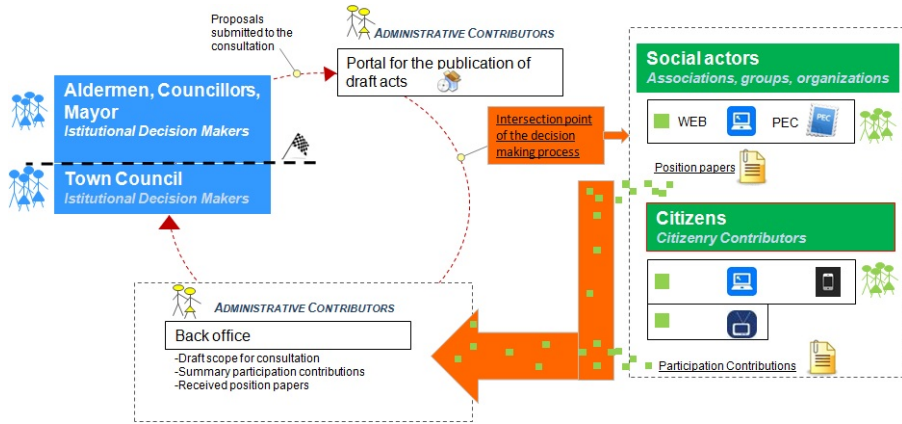 Proposals
submitted to the
consultation
ADMINISTRATIVE CONTRIBUTORS
Portal for the publication of
draft acts
Aldermen, Councillors,
Mayor
Istitutional Decision Makers
Town Council
Istitutional Decision Makers
Intersection point
of the decision
making process
Social actors
Associations, groups, organizations
WEB
PEC
PEC
Position papers
Citizens
Citizenry Contributors
Participation Contributions
ADMINISTRATIVE CONTRIBUTORS
Back office
-Draft scope for consultation
-Summary participation contributions
-Received position papers